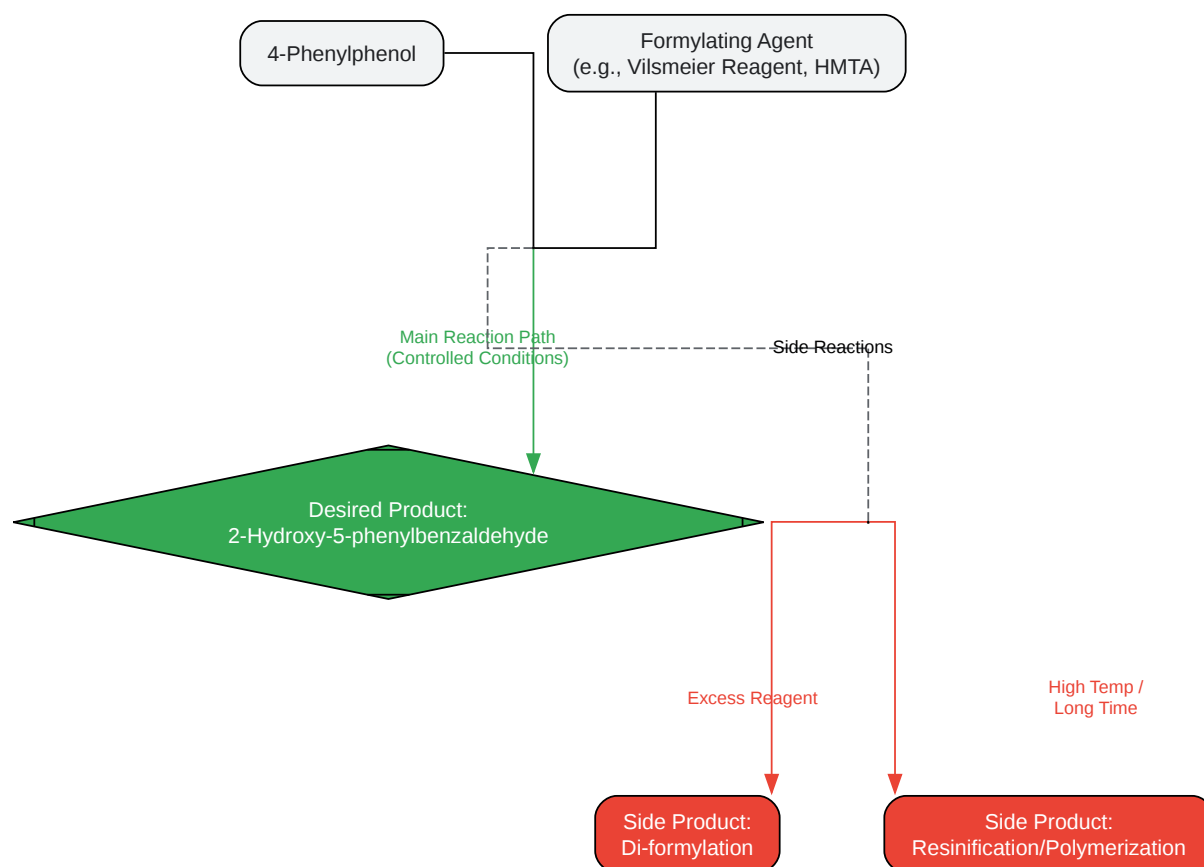 4-Phenylphenol
Formylating Agent
(e.g., Vilsmeier Reagent, HMTA)
Main Reaction Path
(Controlled Conditions)
Side Reactions
Desired Product:
2-Hydroxy-5-phenylbenzaldehyde
Excess Reagent
High Temp /
Long Time
Side Product:
Di-formylation
Side Product:
Resinification/Polymerization